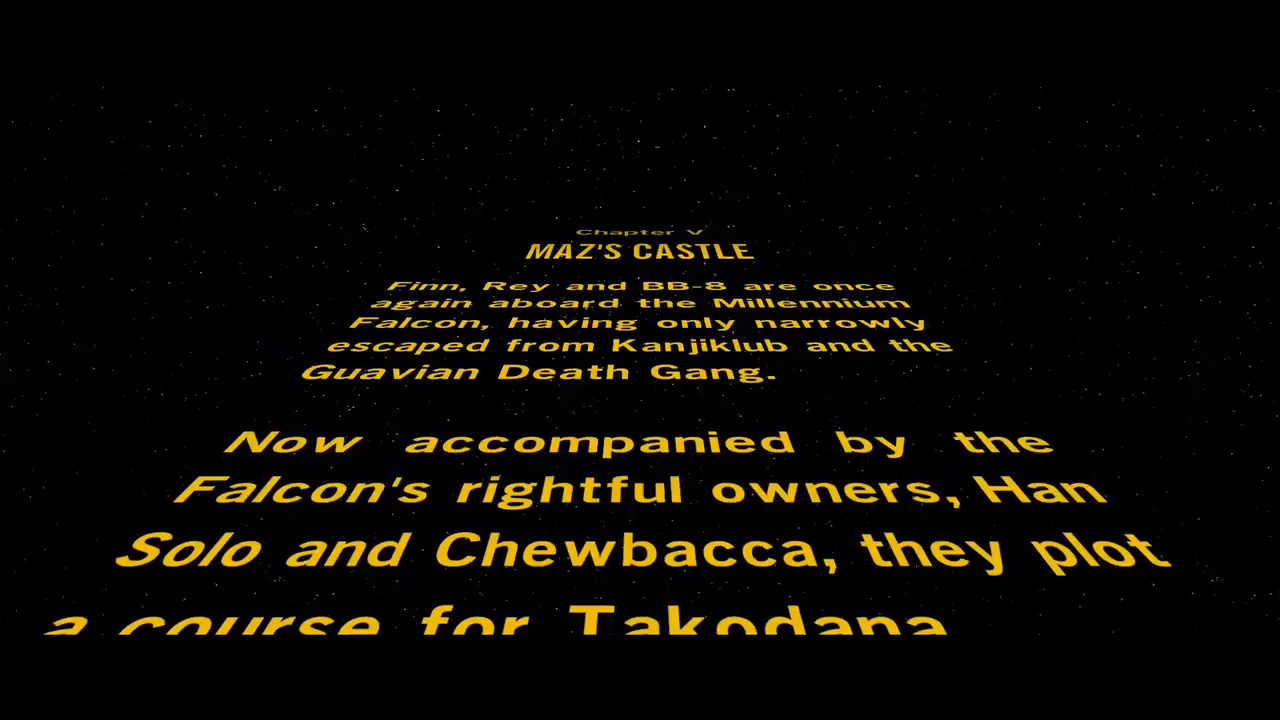 Chapter V
MAZ'S CASTLE
Finn, Rey and BB-8 are once
again aboard the Millennium
Falcon, having only narrowly
escaped from Kanjiklub and the
Guavian Death Gang.
Now accompanied by the
Falcon's rightful owners, Han
Solo and Chewbacca, they plot
a course for Takodana